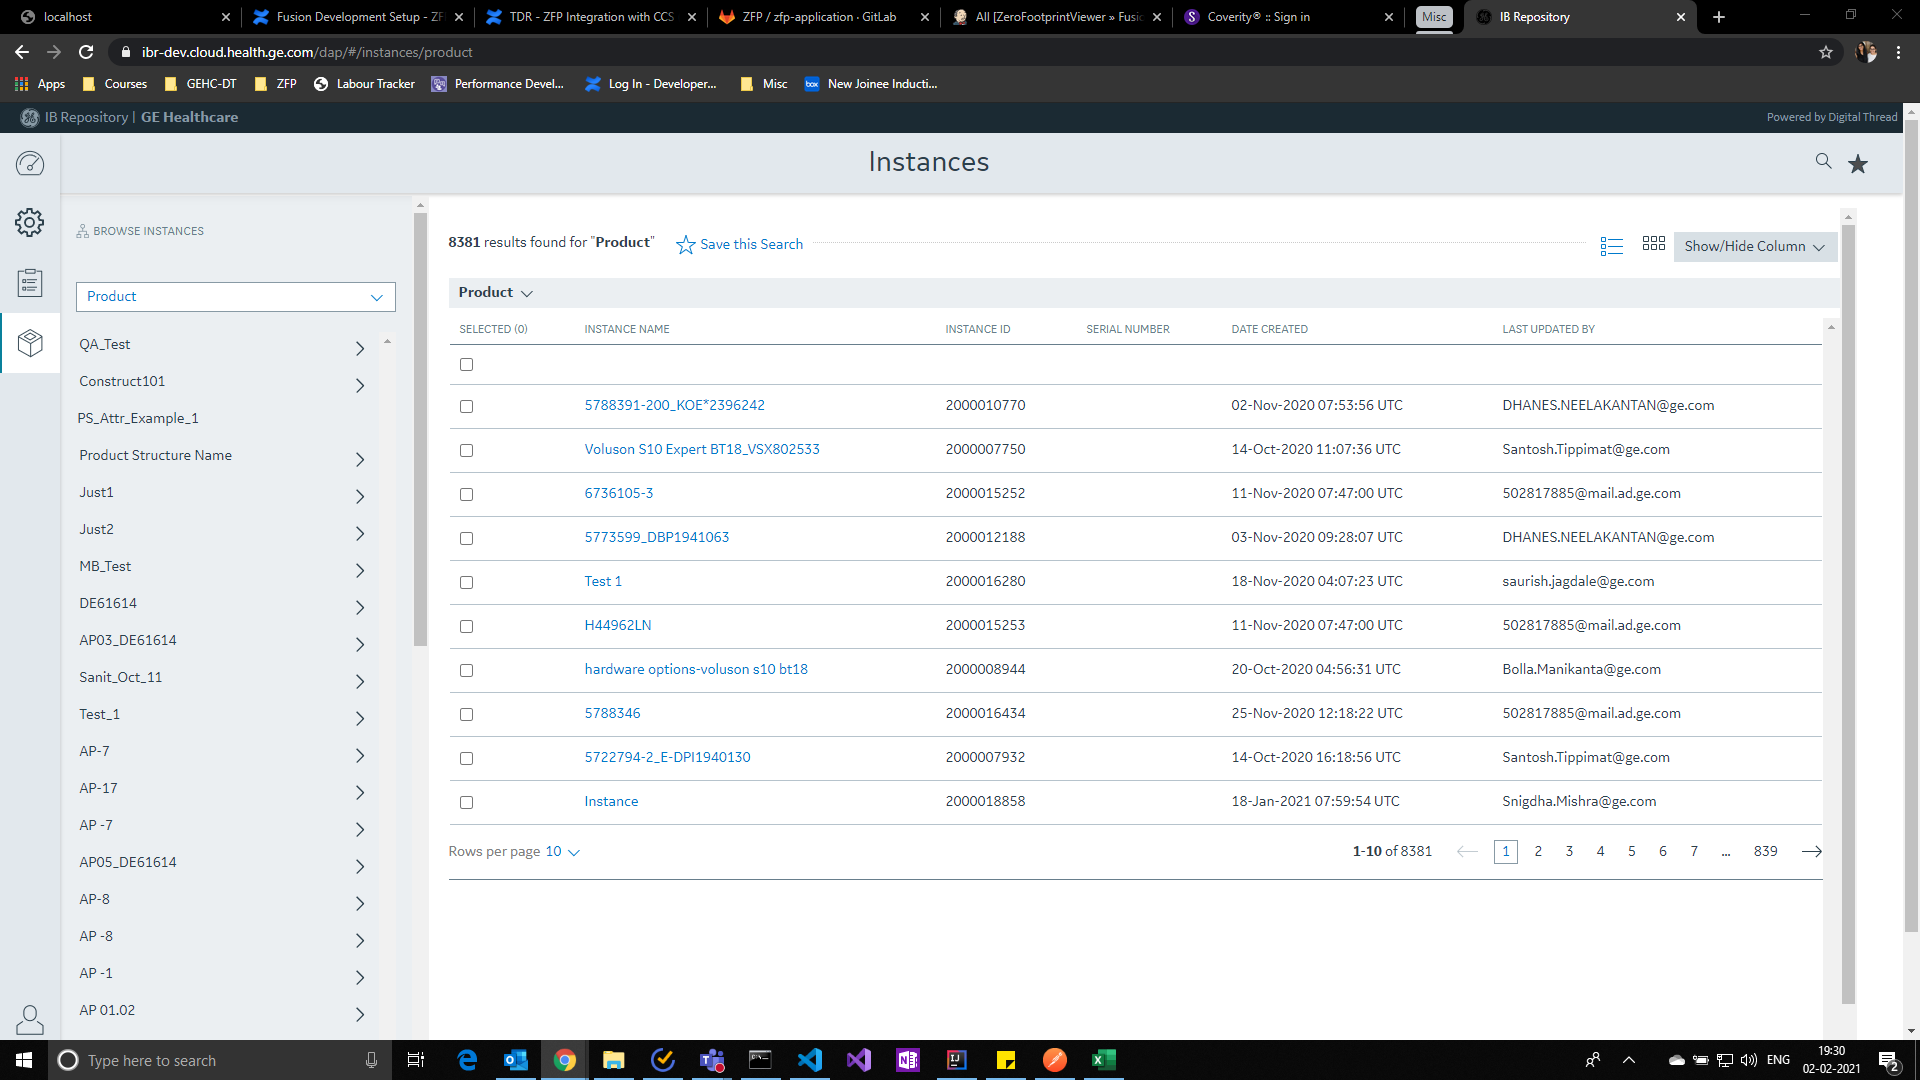 localhost
Fusion Development Setup - ZF
TDR - ZFP Integration with CCS
ZFP / zfp-application · GitLab
All [ZeroFootprintViewer » Fusio
Coverity® :: Sign in
Misc
IB Repository
ibr-dev.cloud.health.ge.com/dap/#/instances/product
Apps
Courses
GEHC-DT
ZFP
Labour Tracker
Performance Devel...
Log In - Developer...
Misc
New Joinee Inducti...
IB Repository | GE Healthcare
Powered by Digital Thread
Instances
BROWSE INSTANCES
Product
QA_Test
Construct101
PS_Attr_Example_1
Product Structure Name
Just1
Just2
MB_Test
DE61614
AP03_DE61614
Sanit_Oct_11
Test_1
AP-7
AP-17
AP -7
AP05_DE61614
AP-8
AP -8
AP -1
AP 01.02
8381 results found for "Product"
Save this Search
Show/Hide Column
Product
SELECTED (0) INSTANCE NAME INSTANCE ID SERIAL NUMBER DATE CREATED LAST UPDATED BY
5788391-200_KOE*2396242 2000010770 02-Nov-2020 07:53:56 UTC DHANES.NEELAKANTAN@ge.com
Voluson S10 Expert BT18_VSX802533 2000007750 14-Oct-2020 11:07:36 UTC Santosh.Tippimat@ge.com
6736105-3 2000015252 11-Nov-2020 07:47:00 UTC 502817885@mail.ad.ge.com
5773599_DBP1941063 2000012188 03-Nov-2020 09:28:07 UTC DHANES.NEELAKANTAN@ge.com
Test 1 2000016280 18-Nov-2020 04:07:23 UTC saurish.jagdale@ge.com
H44962LN 2000015253 11-Nov-2020 07:47:00 UTC 502817885@mail.ad.ge.com
hardware options-voluson s10 bt18 2000008944 20-Oct-2020 04:56:31 UTC Bolla.Manikanta@ge.com
5788346 2000016434 25-Nov-2020 12:18:22 UTC 502817885@mail.ad.ge.com
5722794-2_E-DPI1940130 2000007932 14-Oct-2020 16:18:56 UTC Santosh.Tippimat@ge.com
Instance 2000018858 18-Jan-2021 07:59:54 UTC Snigdha.Mishra@ge.com
Rows per page 10
1-10 of 8381 1 2 3 4 5 6 7 ... 839
Type here to search
ENG
19:30
02-02-2021
2